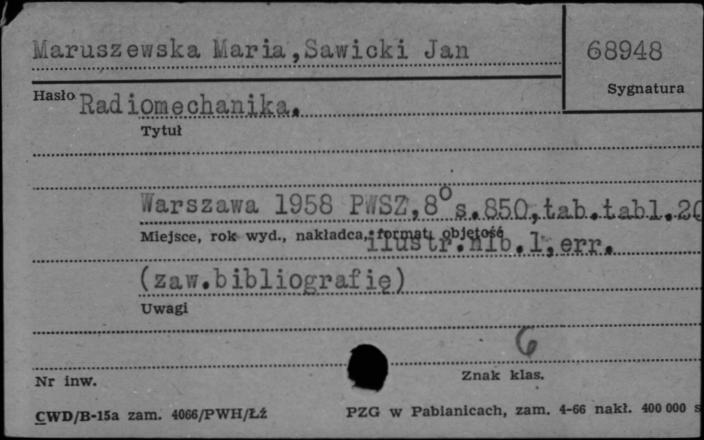 Maruszewska Maria,Sawicki Jan
68948
Sygnatura
Hasło Radiomechanika.
Tytuł
Warszawa 1958 PWSZ,8° s.850,tab.tabl.20
Miejsce, rok wyd., nakładca, format, objętość
ilustr.nlb.1,err.
(zaw.bibliografię)
Uwagi
6
Nr inw.
Znak klas.
CWD/B-15a zam. 4066/PWH/Łż
PZG w Pabianicach, zam. 4-66 nakł. 400 000 s